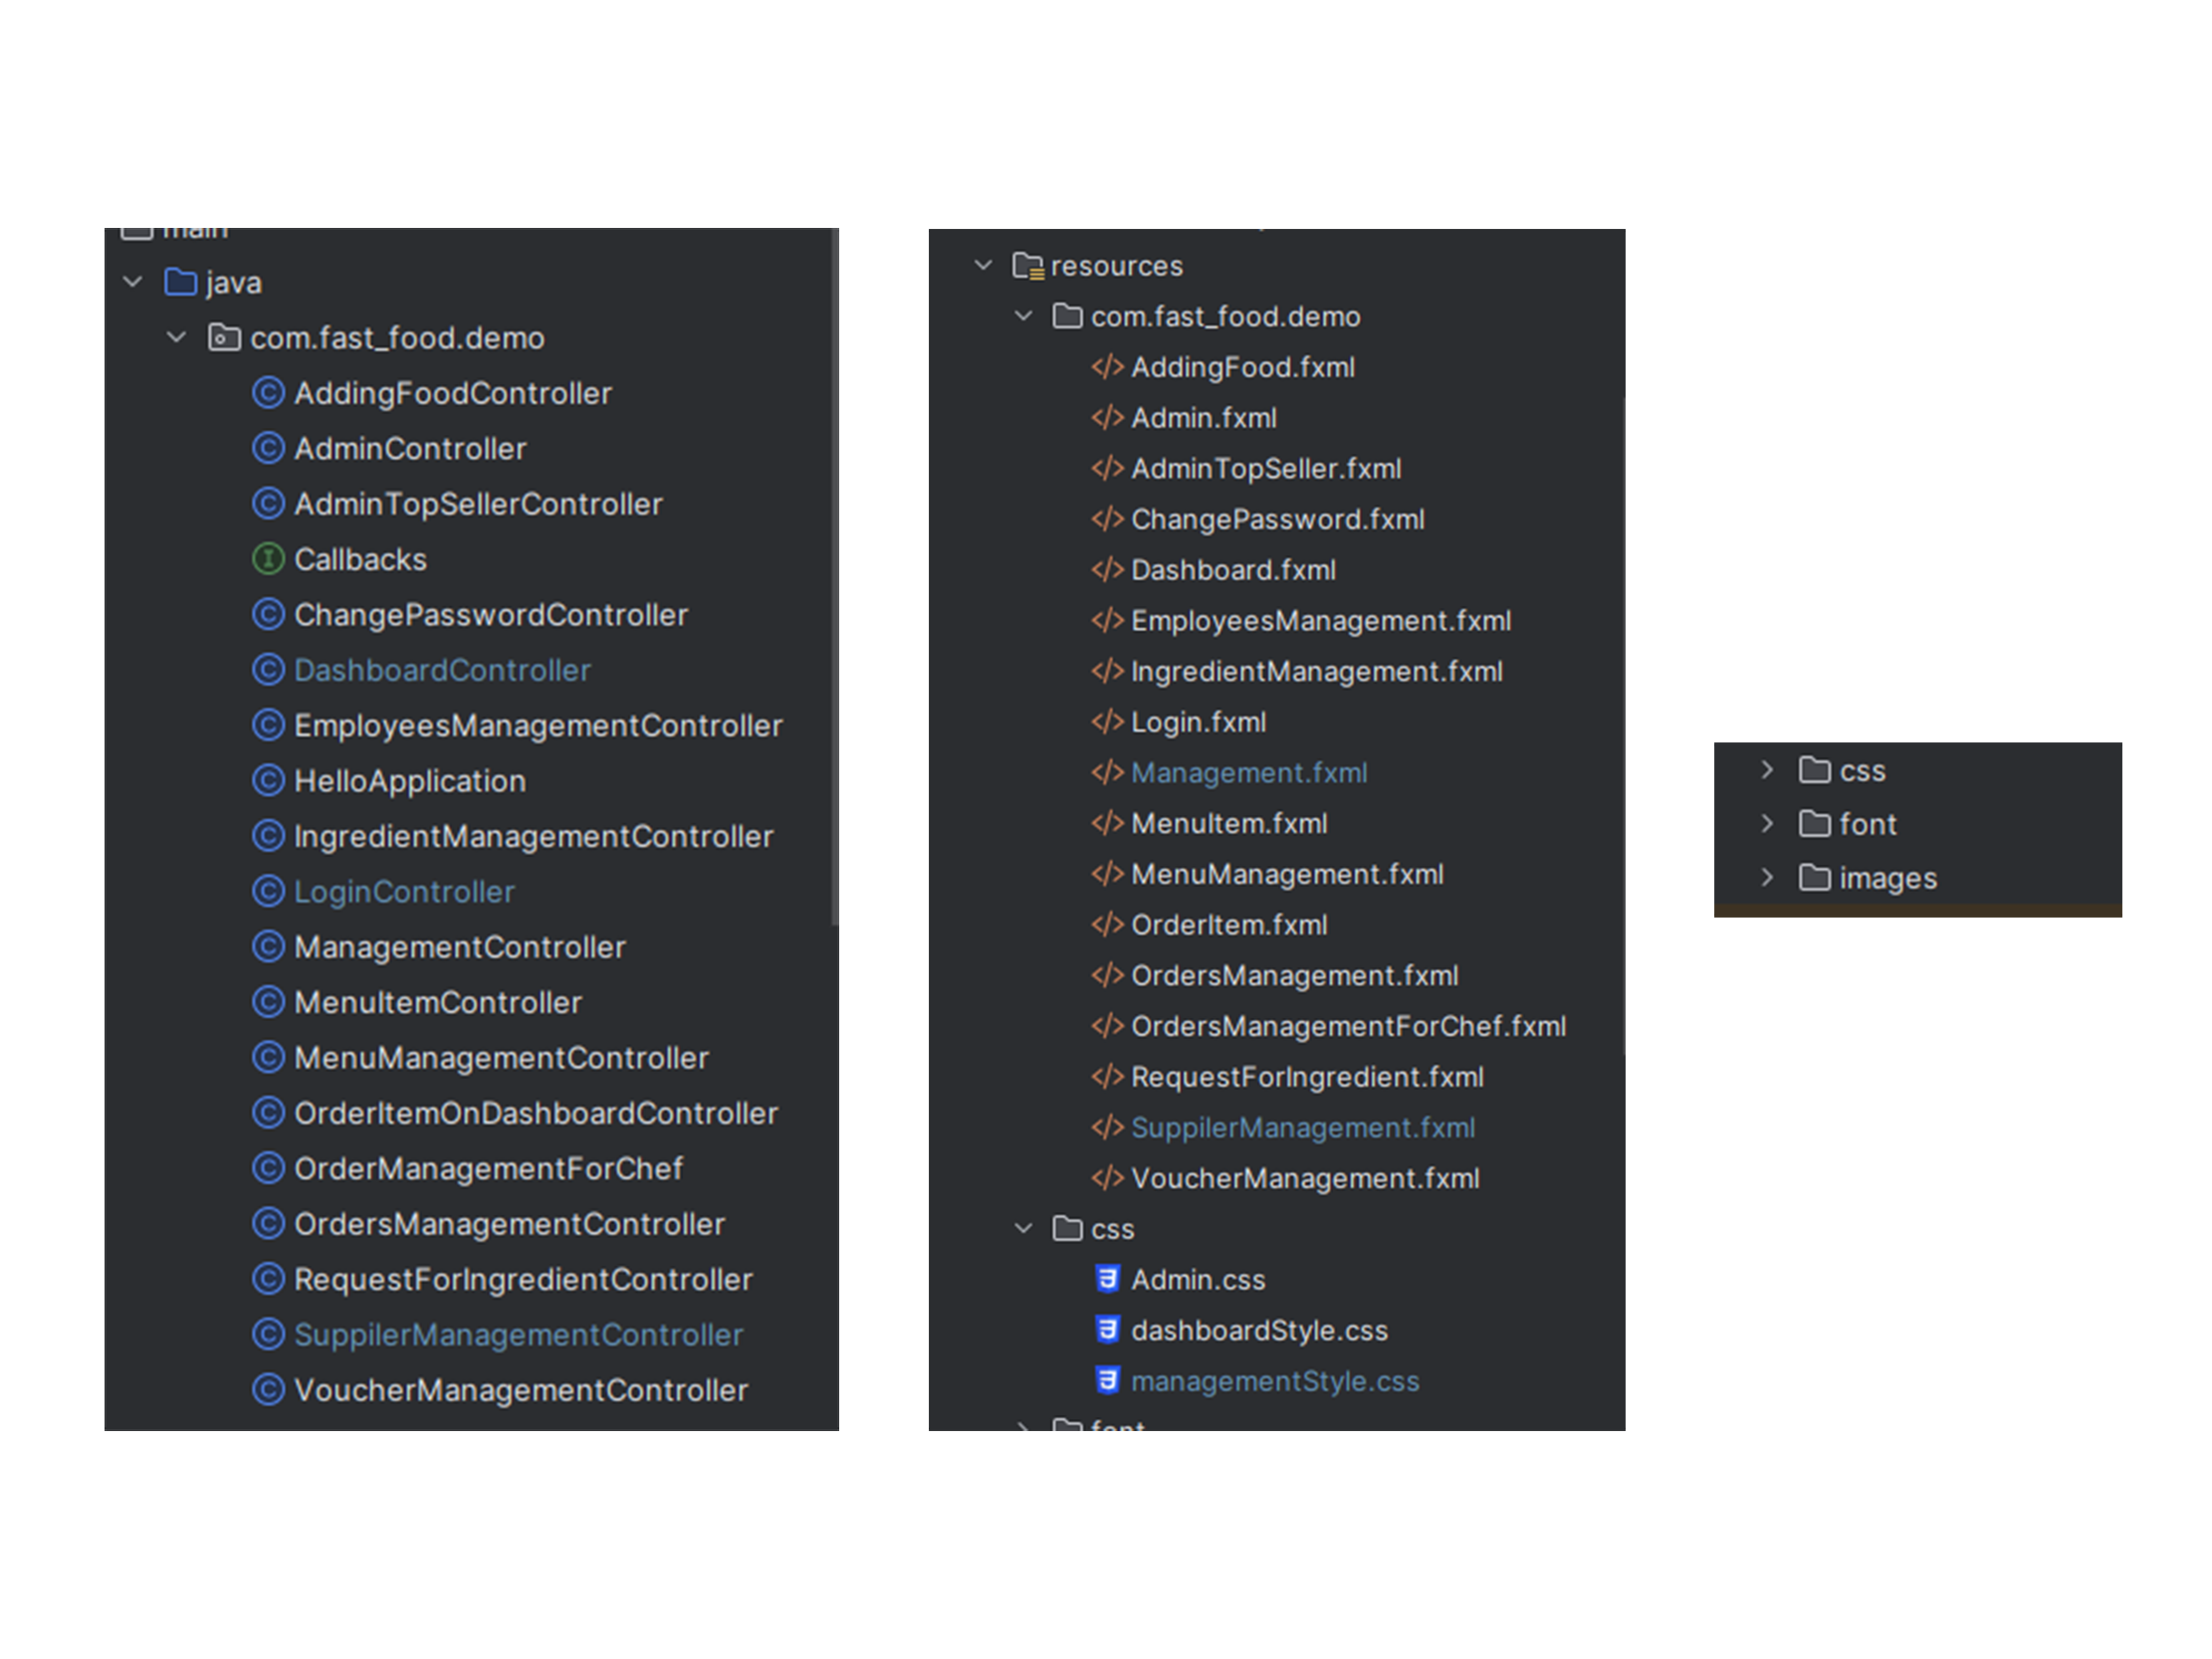 main
java
com.fast_food.demo
AddingFoodController
AdminController
AdminTopSellerController
Callbacks
ChangePasswordController
DashboardController
EmployeesManagementController
HelloApplication
IngredientManagementController
LoginController
ManagementController
MenuItemController
MenuManagementController
OrderItemOnDashboardController
OrderManagementForChef
OrdersManagementController
RequestForIngredientController
SuppilerManagementController
VoucherManagementController
resources
com.fast_food.demo
AddingFood.fxml
Admin.fxml
AdminTopSeller.fxml
ChangePassword.fxml
Dashboard.fxml
EmployeesManagement.fxml
IngredientManagement.fxml
Login.fxml
Management.fxml
MenuItem.fxml
MenuManagement.fxml
OrderItem.fxml
OrdersManagement.fxml
OrdersManagementForChef.fxml
RequestForIngredient.fxml
SuppilerManagement.fxml
VoucherManagement.fxml
css
Admin.css
dashboardStyle.css
managementStyle.css
font
css
font
images